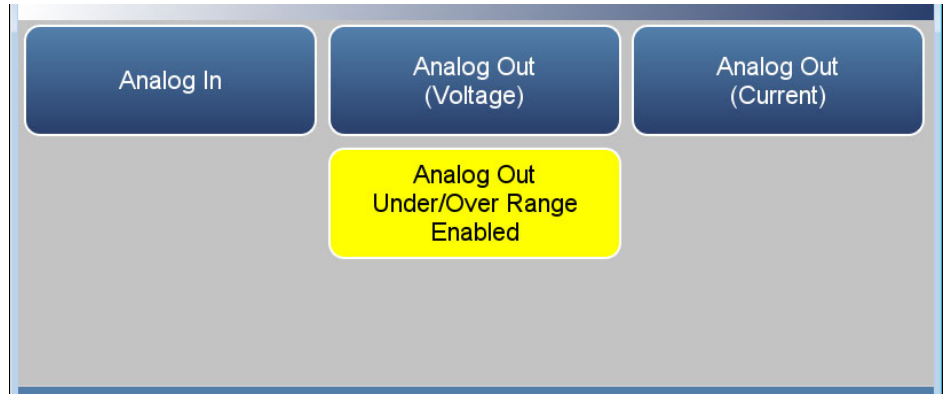 Analog In
Analog Out
(Voltage)
Analog Out
(Current)
Analog Out
Under/Over Range
Enabled